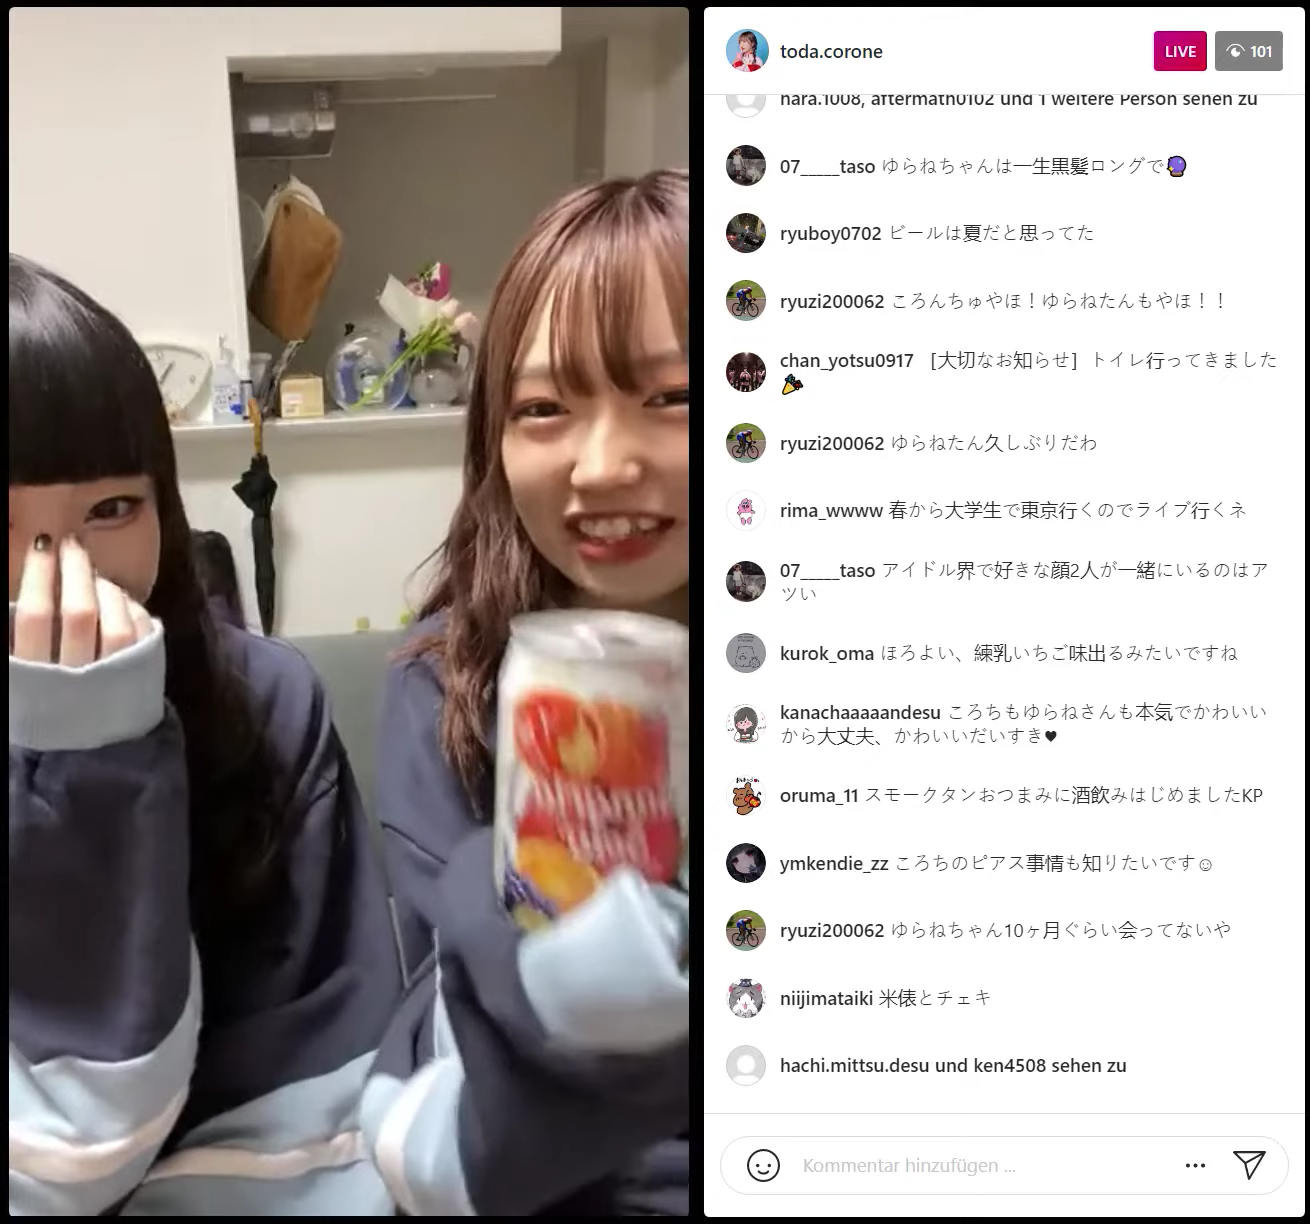 toda.corone
LIVE
101
hara.1008, aftermath0102 und 1 weitere Person sehen zu
07_____taso ゆらねちゃんは一生黒髪ロングで🔮
ryuboy0702 ビールは夏だと思ってた
ryuzi200062 ころんちゅやほ！ゆらねたんもやほ！！
chan_yotsu0917 ［大切なお知らせ］トイレ行ってきました
🎉
ryuzi200062 ゆらねたん久しぶりだわ
rima_wwww 春から大学生で東京行くのでライブ行くネ
07_____taso アイドル界で好きな顔2人が一緒にいるのはア
ツい
kurok_oma ほろよい、練乳いちご味出るみたいですね
kanachaaaaandesu ころちもゆらねさんも本気でかわいい
から大丈夫、かわいいだいすき♥
oruma_11 スモークタンおつまみに酒飲みはじめましたKP
ymkendie_zz ころちのピアス事情も知りたいです☺
ryuzi200062 ゆらねちゃん10ヶ月ぐらい会ってないや
niijimataiki 米俵とチェキ
hachi.mittsu.desu und ken4508 sehen zu
Kommentar hinzufügen ...